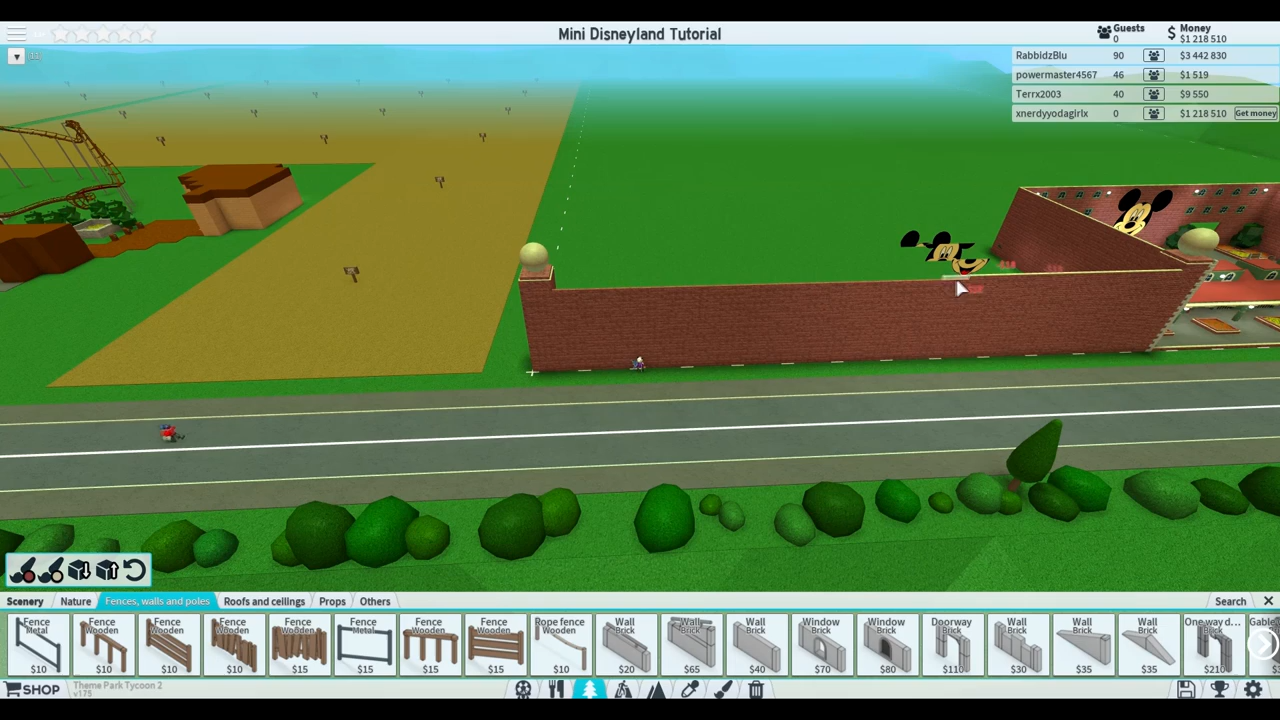 Mini Disneyland Tutorial
Guests
0
$ Money
$1 218 510
RabbidzBlu 90 $3 442 830
powermaster4567 46 $1 519
Terrx2003 40 $9 550
xnerdyyodagirlx 0 $1 218 510 Get money
Scenery Nature Fences, walls and poles Roofs and ceilings Props Others Search
Fence Metal $10
Fence Wooden $10
Fence Wooden $10
Fence Wooden $10
Fence Wooden $15
Fence Metal $15
Fence Wooden $15
Fence Wooden $15
Rope fence Wooden $10
Wall Brick $20
Wall Brick $65
Wall Brick $40
Window Brick $70
Window Brick $80
Doorway Brick $110
Wall Brick $30
Wall Brick $35
Wall Brick $35
One way d... Brick $210
SHOP
Theme Park Tycoon 2
v175